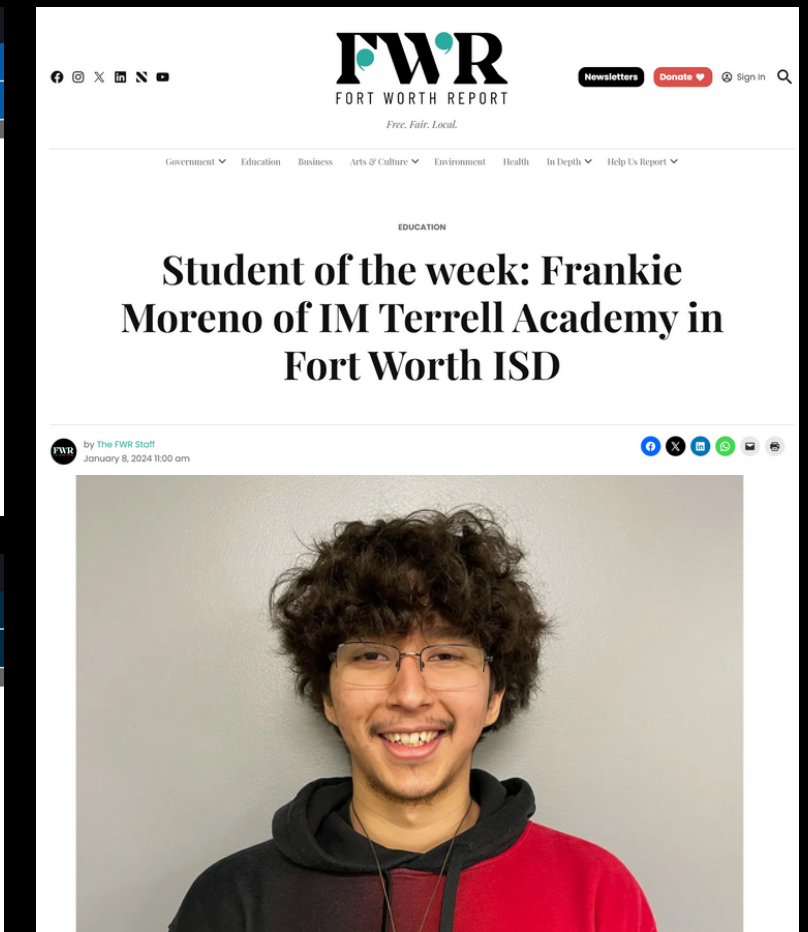 FWR
FORT WORTH REPORT
Free. Fair. Local.
Newsletters
Donate
Sign In
Government
Education
Business
Arts & Culture
Environment
Health
In Depth
Help Us Report
EDUCATION
Student of the week: Frankie
Moreno of IM Terrell Academy in
Fort Worth ISD
FWR
by The FWR Staff
January 8, 2024 11:00 am